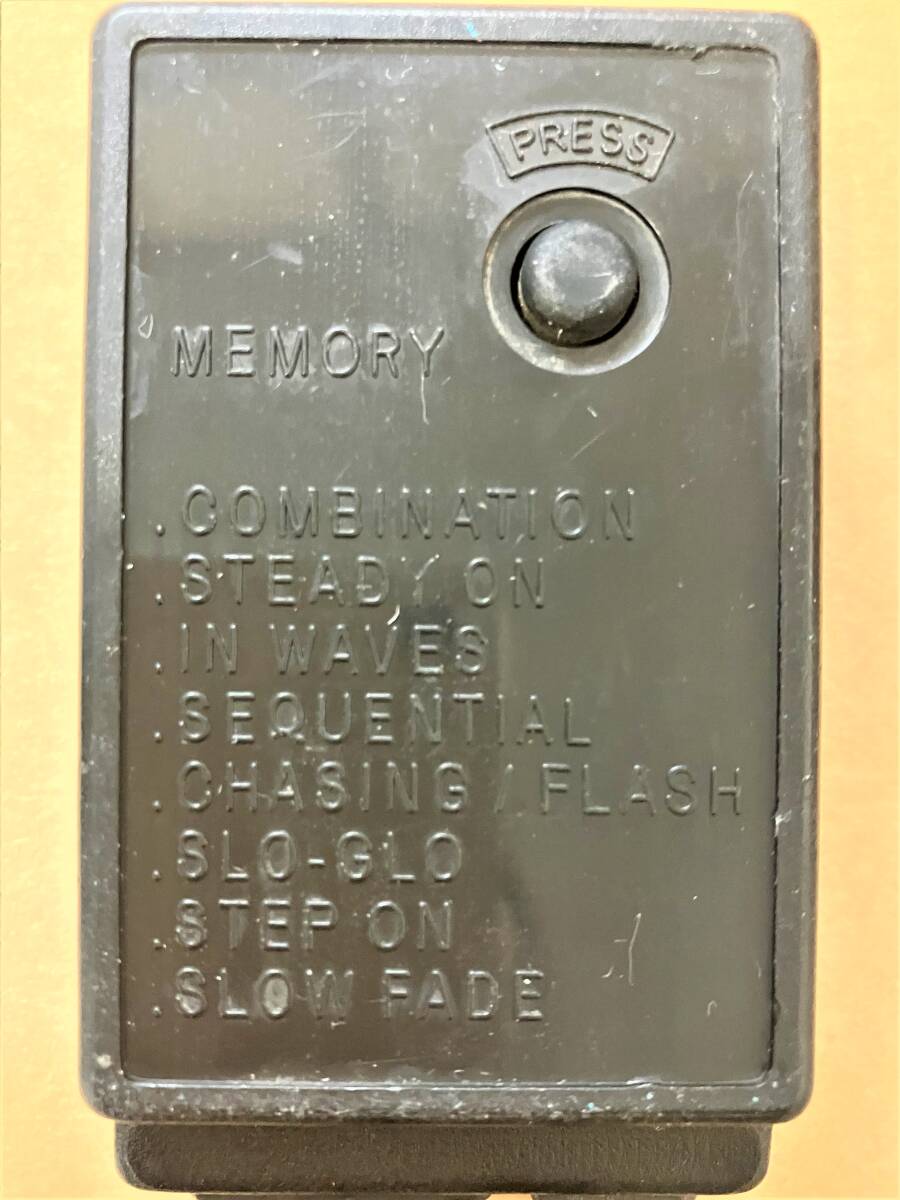 PRESS
MEMORY
.COMBINATION
.STEADY ON
.IN WAVES
.SEQUENTIAL
.CHASING / FLASH
.SLO-GLO
.STEP ON
.SLOW FADE